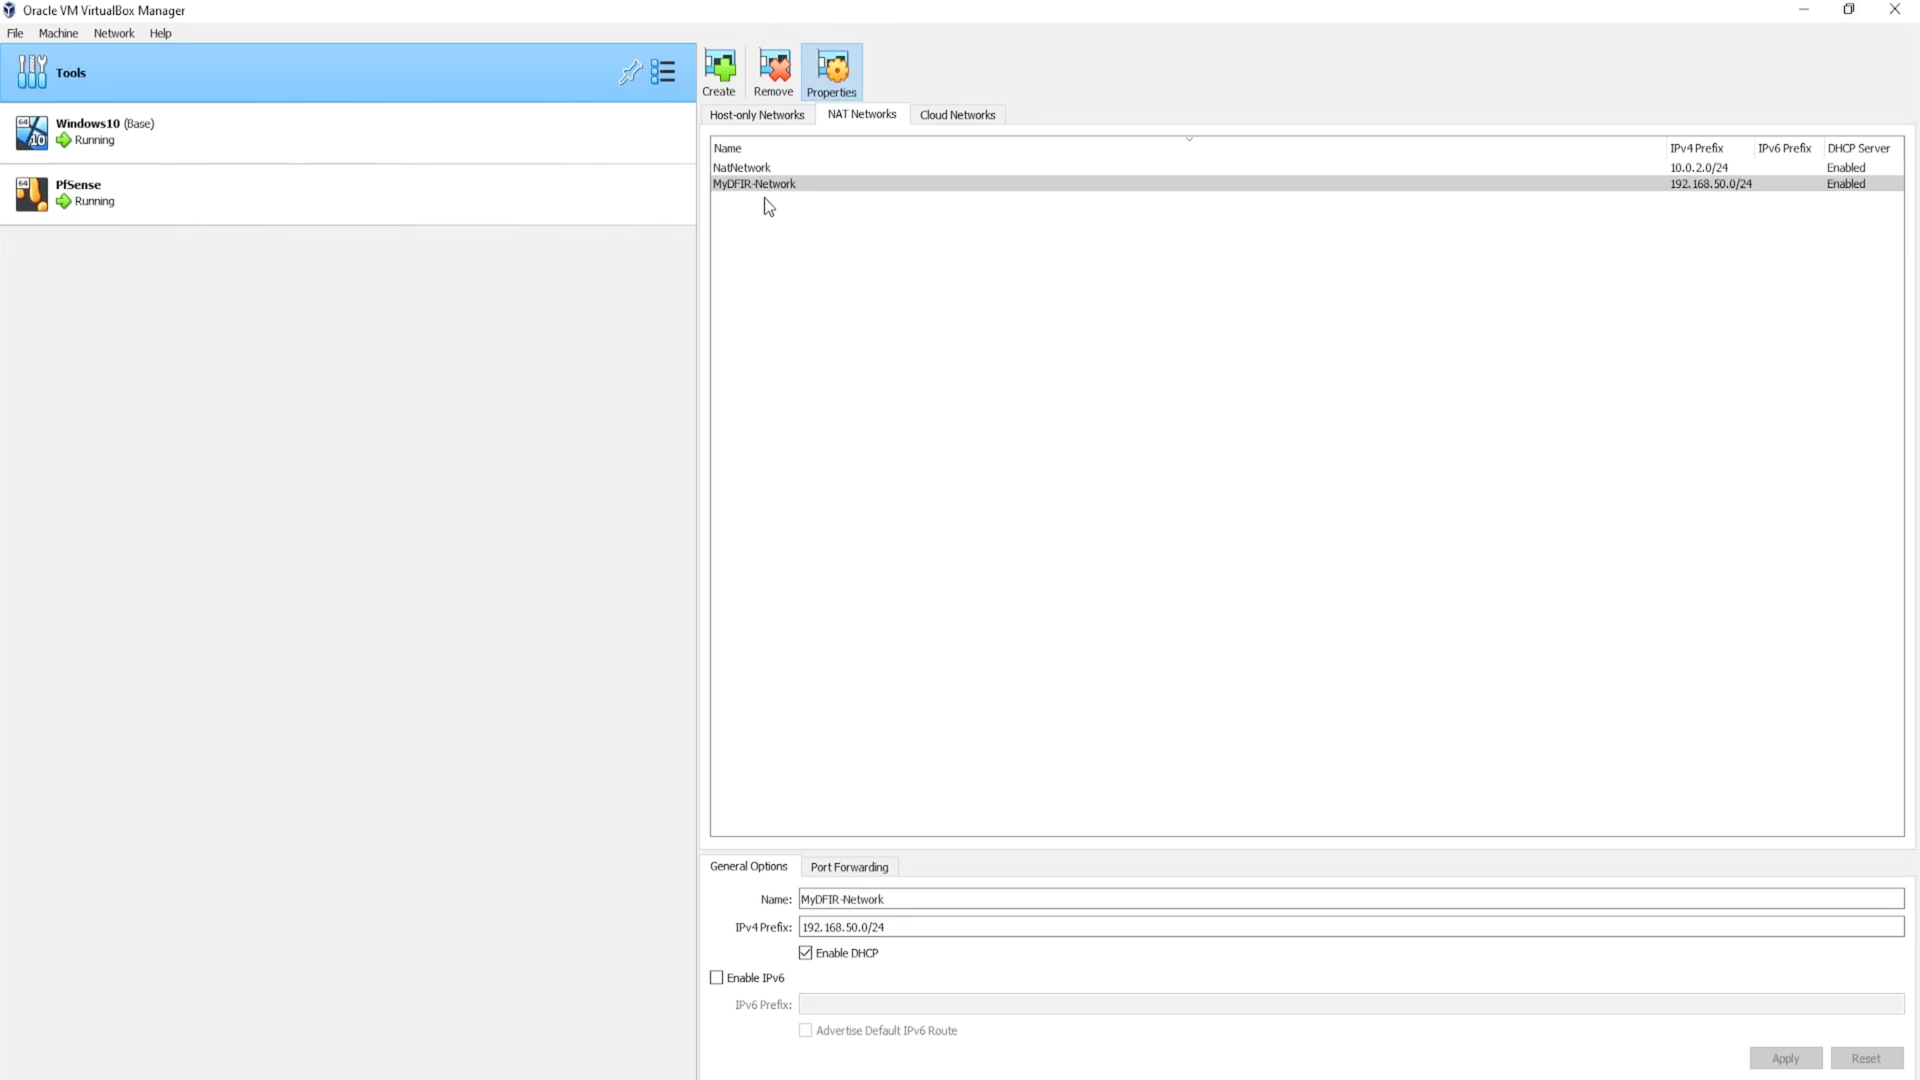 Oracle VM VirtualBox Manager
File Machine Network Help
Tools
64 10 Windows10 (Base)
Running
64 PfSense
Running
Create Remove Properties
Host-only Networks NAT Networks Cloud Networks
Name IPv4 Prefix IPv6 Prefix DHCP Server
NatNetwork 10.0.2.0/24 Enabled
MyDFIR-Network 192.168.50.0/24 Enabled
General Options Port Forwarding
Name: MyDFIR-Network
IPv4 Prefix: 192.168.50.0/24
Enable DHCP
Enable IPv6
IPv6 Prefix:
Advertise Default IPv6 Route
Apply Reset